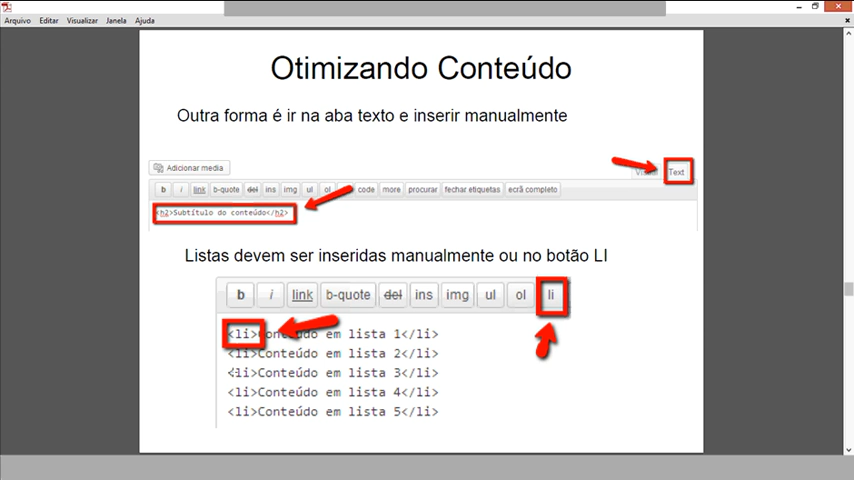 Arquivo Editar Visualizar Janela Ajuda
Otimizando Conteúdo
Outra forma é ir na aba texto e inserir manualmente
Adicionar media
Text
b i link b-quote del ins img ul ol code more procurar fechar etiquetas ecrã completo
<h2>Subtítulo do conteúdo</h2>
Listas devem ser inseridas manualmente ou no botão LI
b i link b-quote del ins img ul ol li
<li>Conteúdo em lista 1</li>
<li>Conteúdo em lista 2</li>
<li>Conteúdo em lista 3</li>
<li>Conteúdo em lista 4</li>
<li>Conteúdo em lista 5</li>